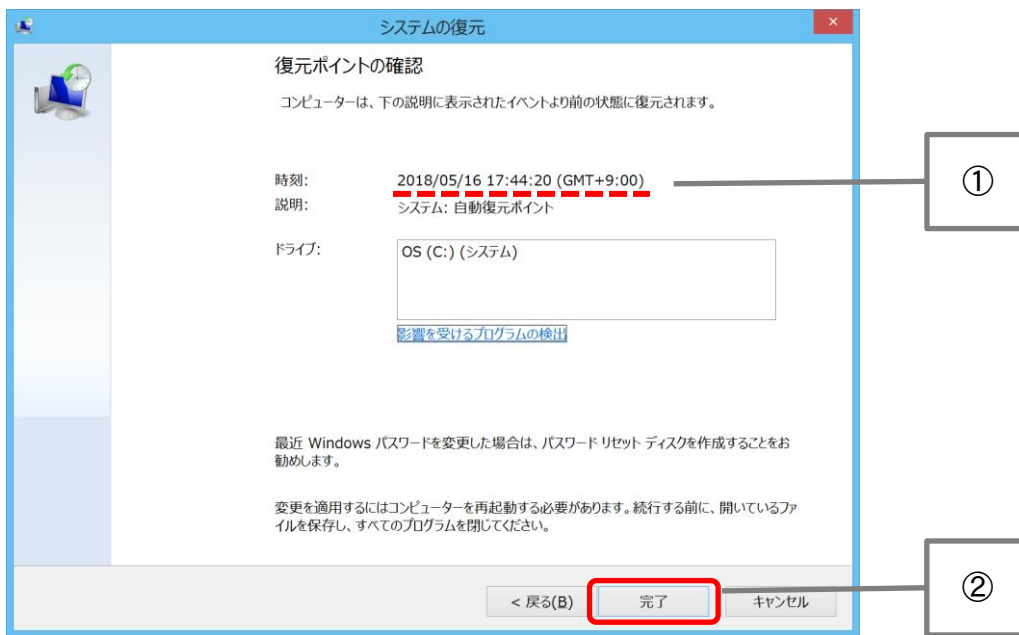 システムの復元
×
復元ポイントの確認
コンピューターは、下の説明に表示されたイベントより前の状態に復元されます。
時刻: 2018/05/16 17:44:20 (GMT+9:00)
①
説明: システム: 自動復元ポイント
ドライブ: OS (C:) (システム)
影響を受けるプログラムの検出
最近 Windows パスワードを変更した場合は、パスワード リセット ディスクを作成することをお
勧めします。
変更を適用するにはコンピューターを再起動する必要があります。続行する前に、開いているファ
イルを保存し、すべてのプログラムを閉じてください。
< 戻る(B) 完了 キャンセル
②